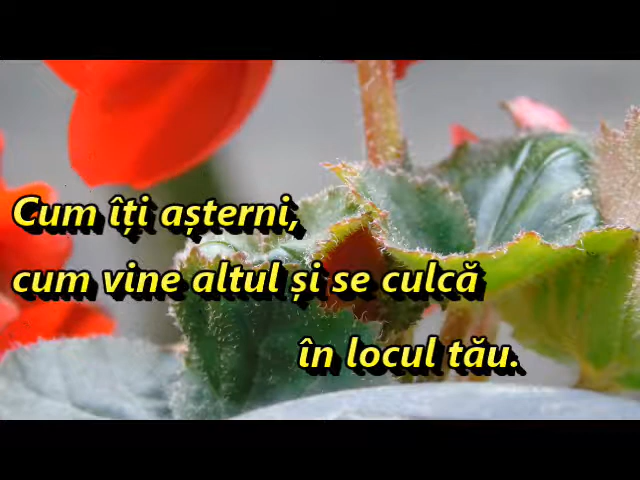 Cum îți așterni,
cum vine altul și se culcă
în locul tău.